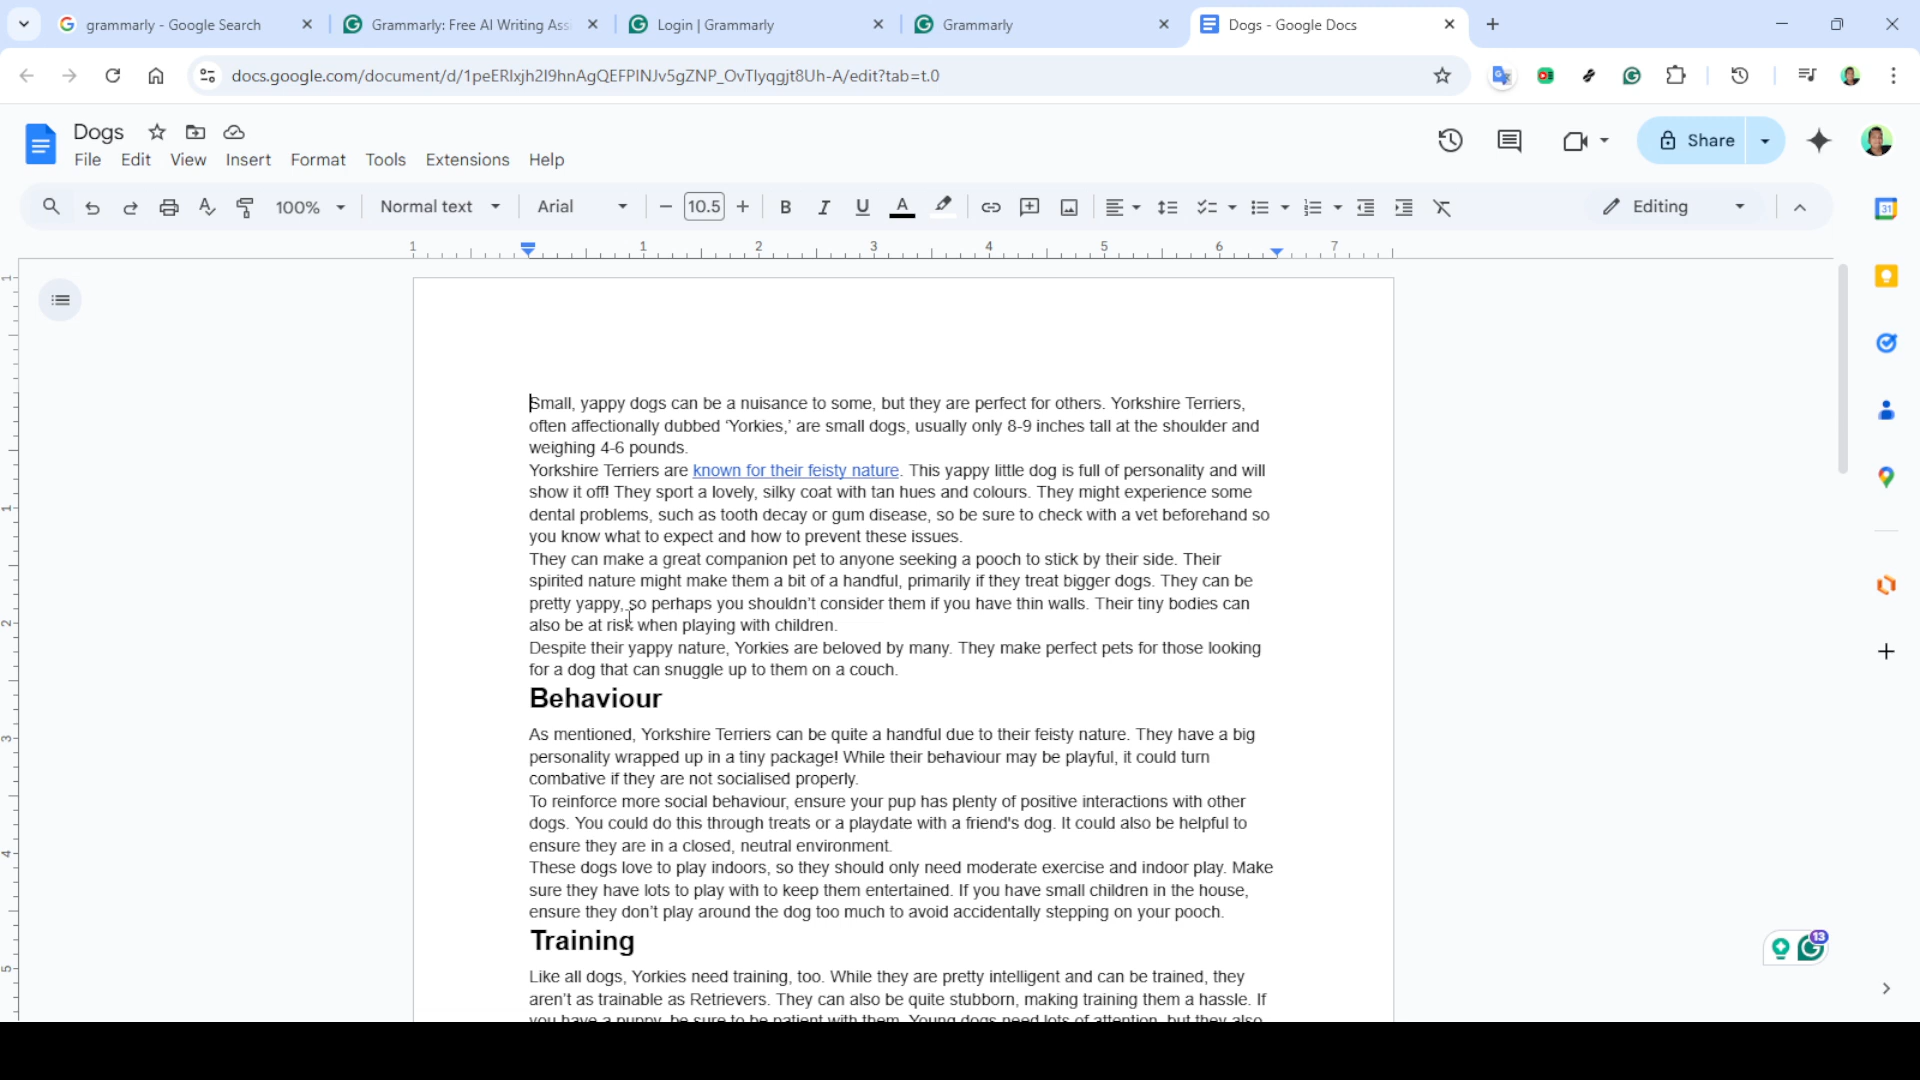 grammarly - Google Search
Grammarly: Free AI Writing Ass
Login | Grammarly
Grammarly
Dogs - Google Docs
docs.google.com/document/d/1peERlxjh2I9hnAgQEFPINJv5gZNP_OvTlyqgjt8Uh-A/edit?tab=t.0
Dogs
File Edit View Insert Format Tools Extensions Help
Share
100% Normal text Arial 10.5 B I U A Editing
31
1 1 2 3 4 5 6 7
1
1
2
3
4
5
Small, yappy dogs can be a nuisance to some, but they are perfect for others. Yorkshire Terriers,
often affectionally dubbed ‘Yorkies,’ are small dogs, usually only 8-9 inches tall at the shoulder and
weighing 4-6 pounds.
Yorkshire Terriers are known for their feisty nature. This yappy little dog is full of personality and will
show it off! They sport a lovely, silky coat with tan hues and colours. They might experience some
dental problems, such as tooth decay or gum disease, so be sure to check with a vet beforehand so
you know what to expect and how to prevent these issues.
They can make a great companion pet to anyone seeking a pooch to stick by their side. Their
spirited nature might make them a bit of a handful, primarily if they treat bigger dogs. They can be
pretty yappy, so perhaps you shouldn’t consider them if you have thin walls. Their tiny bodies can
also be at risk when playing with children.
Despite their yappy nature, Yorkies are beloved by many. They make perfect pets for those looking
for a dog that can snuggle up to them on a couch.
Behaviour
As mentioned, Yorkshire Terriers can be quite a handful due to their feisty nature. They have a big
personality wrapped up in a tiny package! While their behaviour may be playful, it could turn
combative if they are not socialised properly.
To reinforce more social behaviour, ensure your pup has plenty of positive interactions with other
dogs. You could do this through treats or a playdate with a friend's dog. It could also be helpful to
ensure they are in a closed, neutral environment.
These dogs love to play indoors, so they should only need moderate exercise and indoor play. Make
sure they have lots to play with to keep them entertained. If you have small children in the house,
ensure they don’t play around the dog too much to avoid accidentally stepping on your pooch.
13
Training
Like all dogs, Yorkies need training, too. While they are pretty intelligent and can be trained, they
aren’t as trainable as Retrievers. They can also be quite stubborn, making training them a hassle. If
you have a puppy, be sure to be patient with them. Young dogs need lots of attention, but they also